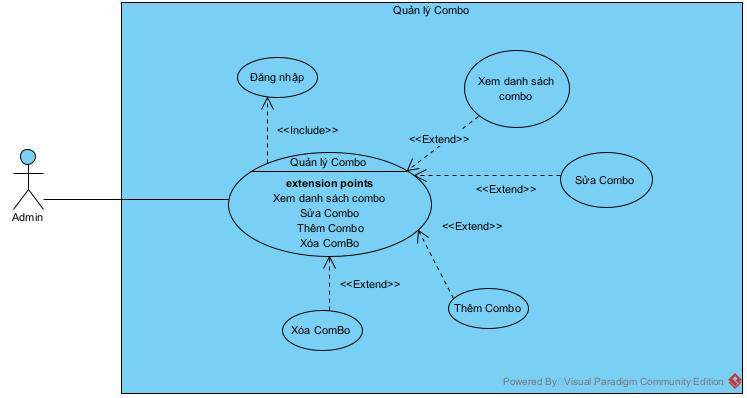 Quản lý Combo
Đăng nhập
Xem danh sách
combo
<<Include>>
<<Extend>>
Quản lý Combo
extension points
Xem danh sách combo
Sửa Combo
Thêm Combo
Xóa ComBo
Sửa Combo
<<Extend>>
Admin
<<Extend>>
<<Extend>>
Thêm Combo
Xóa ComBo
Powered By: Visual Paradigm Community Edition